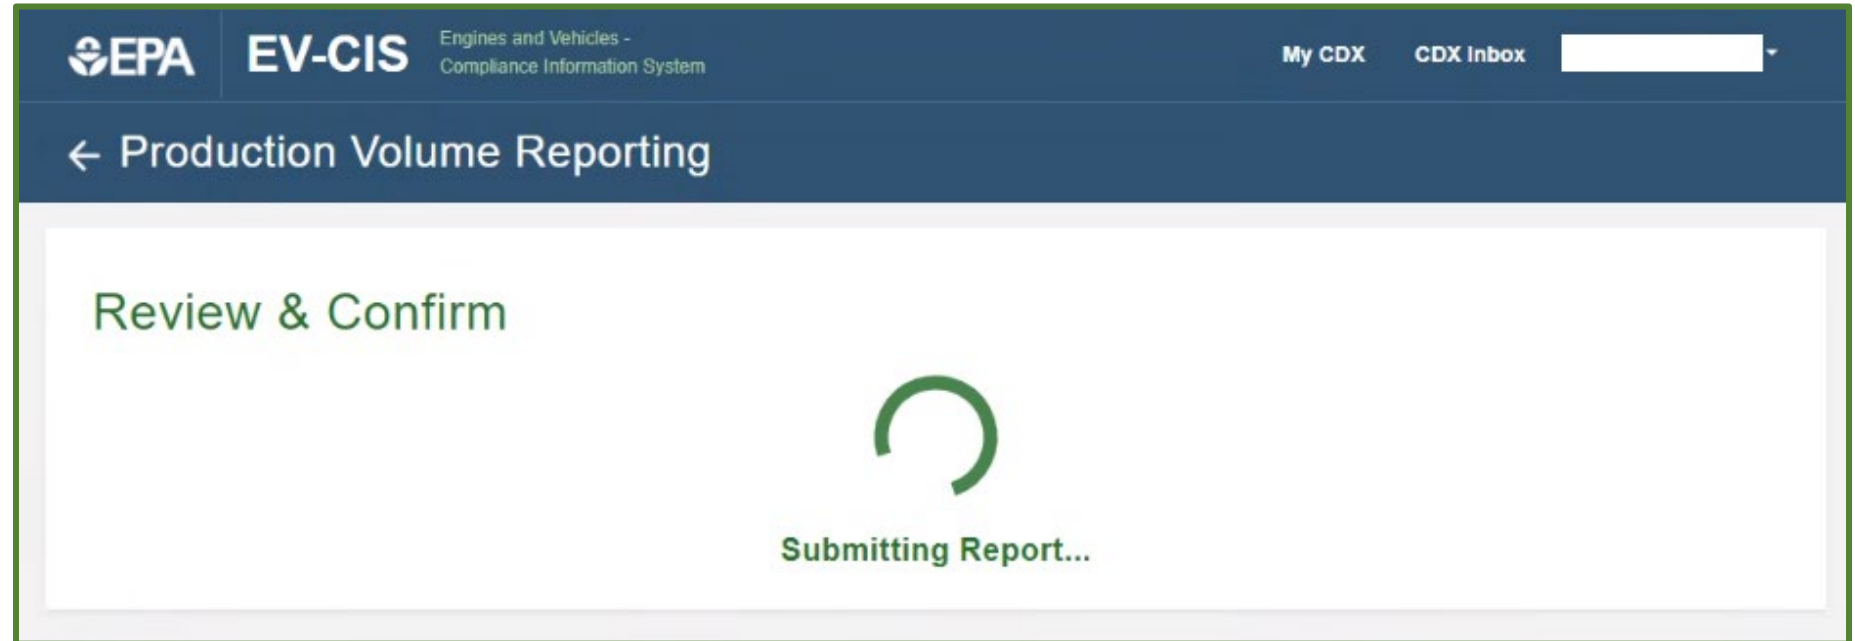 EPA
EV-CIS
Engines and Vehicles -
Compliance Information System
My CDX
CDX Inbox
Production Volume Reporting
Review & Confirm
Submitting Report...